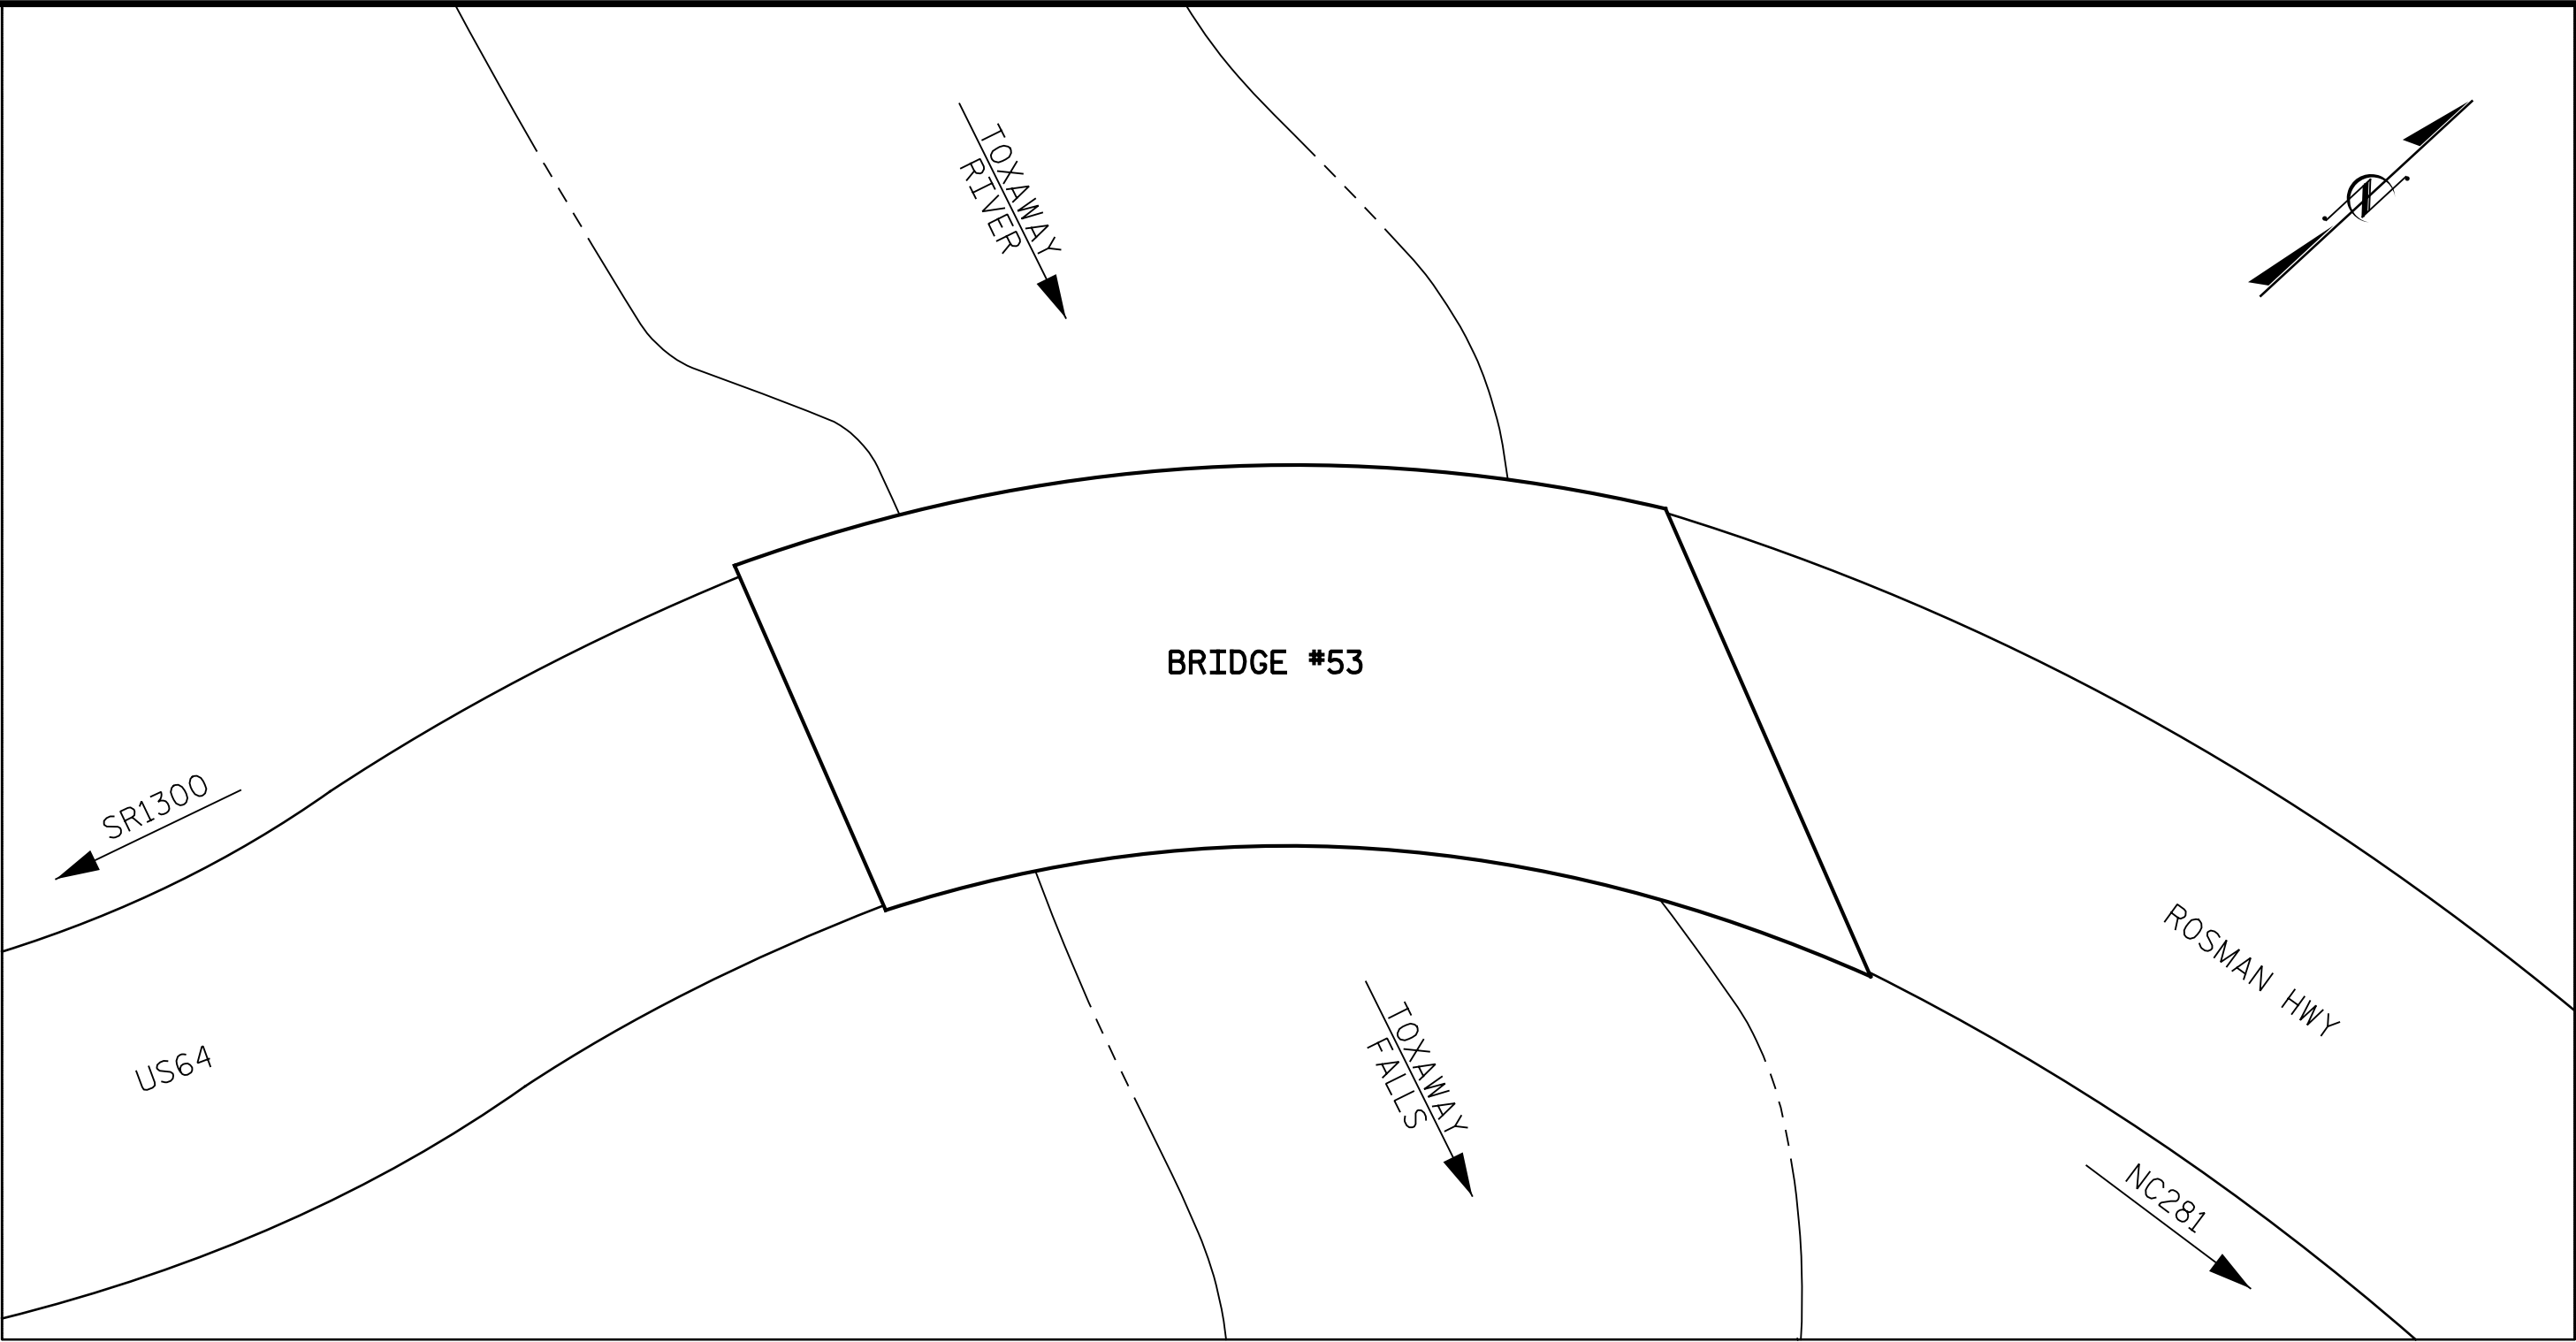 TOXAWAY
RIVER
N
BRIDGE #53
SR1300
US64
ROSMAN HWY
TOXAWAY
FALLS
NC281